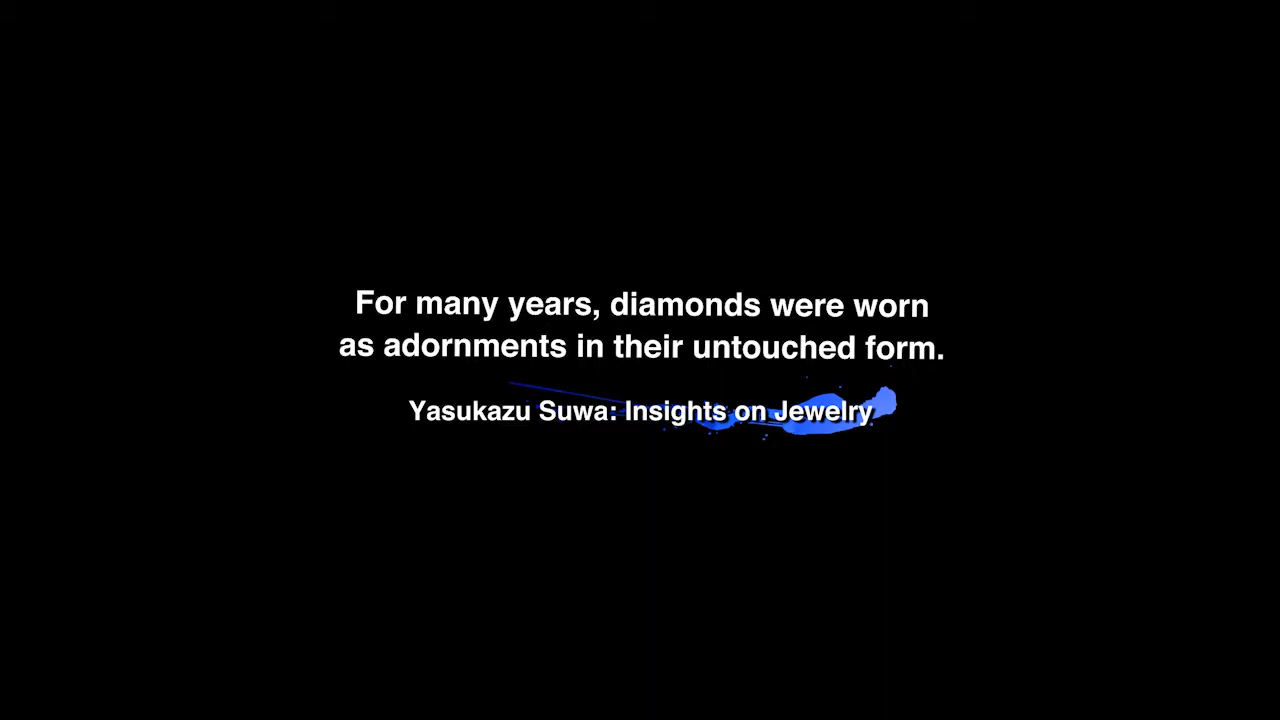 For many years, diamonds were worn
as adornments in their untouched form.
Yasukazu Suwa: Insights on Jewelry